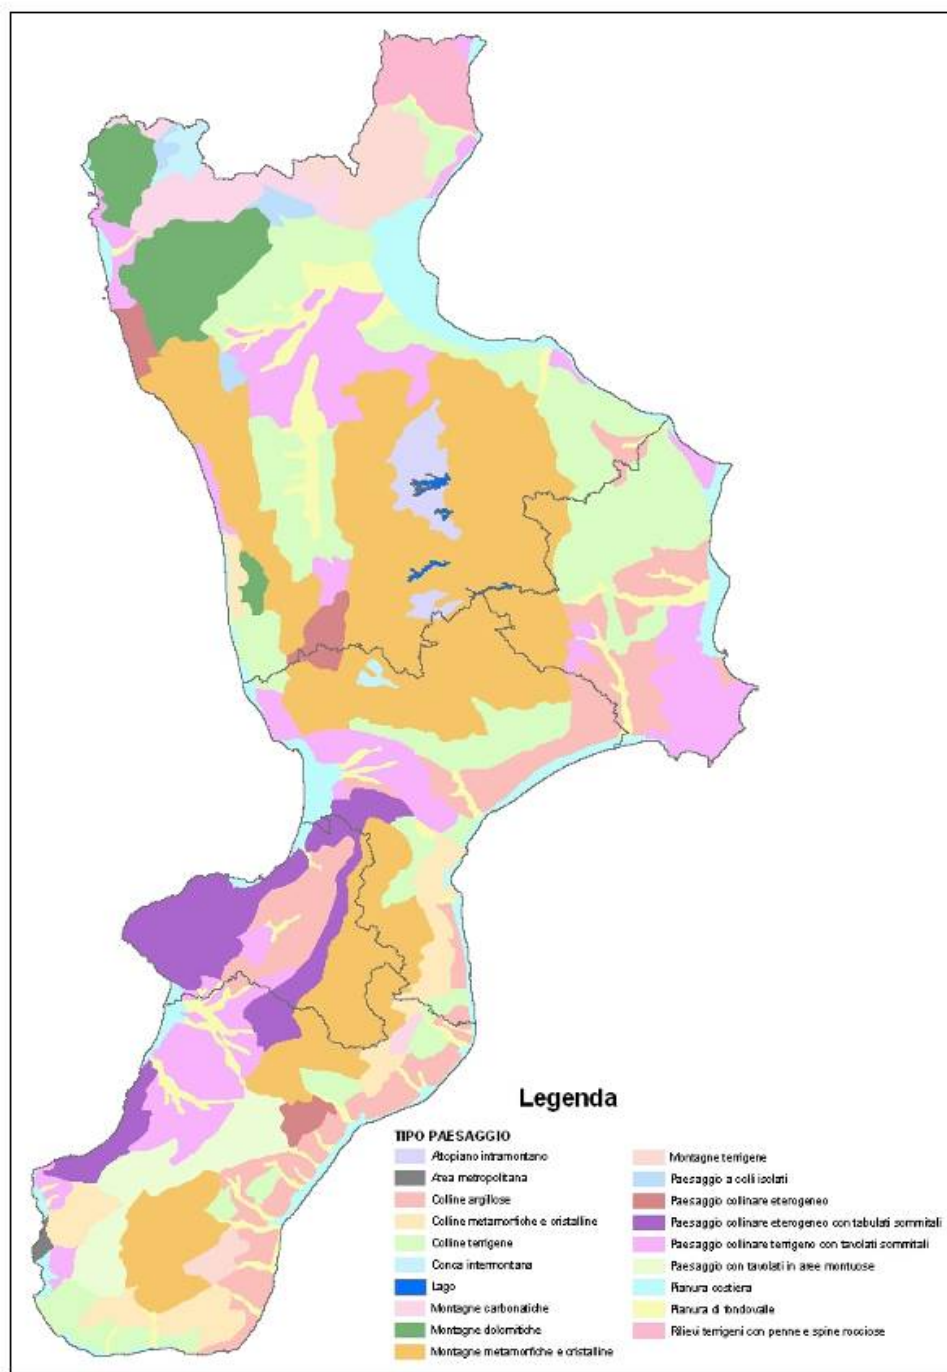 Legenda
TIPO PAESAGGIO
Altopiano intramontano
Area metropolitana
Colline argillose
Colline metamorfiche e cristalline
Colline terrigene
Conca intermontana
Lago
Montagne carbonatiche
Montagne dolomitiche
Montagne metamorfiche e cristalline
Montagne terrigene
Paesaggio a colli isolati
Paesaggio collinare eterogeneo
Paesaggio collinare eterogeneo con tabulati sommitali
Paesaggio collinare terrigeno con tavolati sommitali
Paesaggio con tavolati in aree montuose
Pianura costiera
Pianura di fondovalle
Rilievi terrigeni con penne e spine rocciose